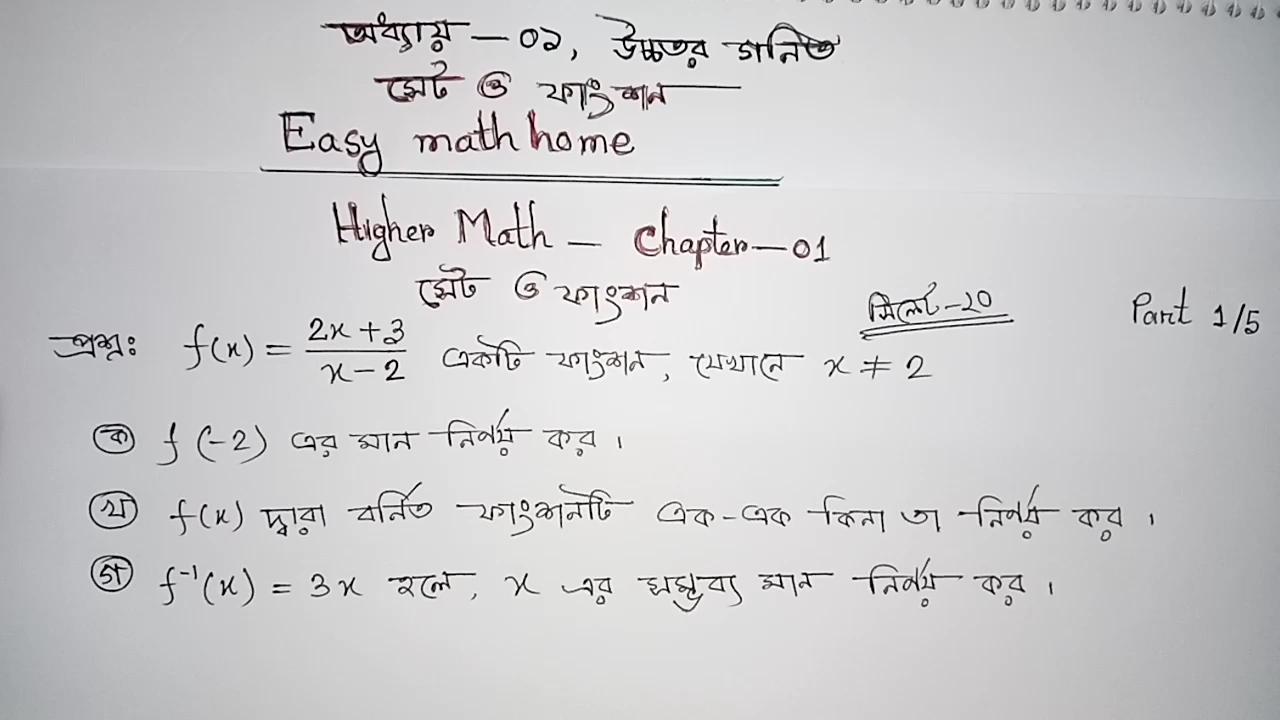 অধ্যায় - ০১, উচ্চতর গনিত
সেট ও ফাংশন
Easy math home
Higher Math - Chapter-01
সেট ও ফাংশন
সিলেট-২০
Part 1/5
প্রশ্নঃ f(x) = (2x+3)/(x-2) একটি ফাংশন, যেখানে x ≠ 2
(ক) f(-2) এর মান নির্ণয় কর।
(খ) f(x) দ্বারা বর্নিত ফাংশনটি এক-এক কিনা তা নির্ণয় কর।
(গ) f⁻¹(x) = 3x হলে, x এর সম্ভব্য মান নির্ণয় কর।